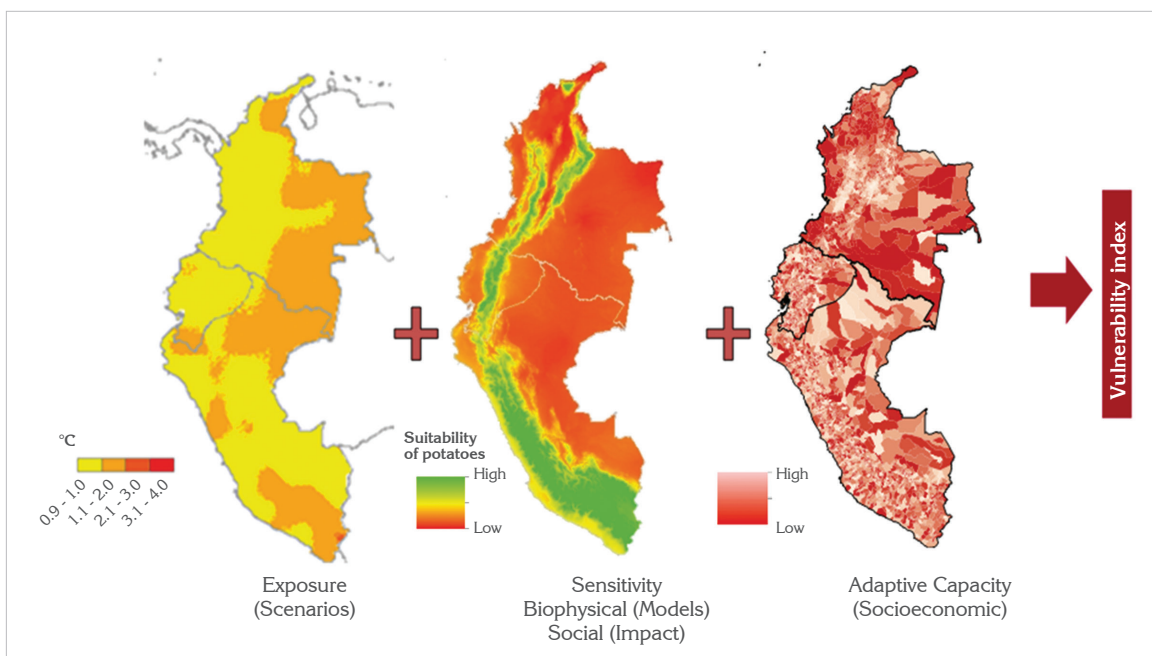 °C
0.9 - 1.0
1.1 - 2.0
2.1 - 3.0
3.1 - 4.0
Exposure
(Scenarios)
Suitability
of potatoes
High
Low
Sensitivity
Biophysical (Models)
Social (Impact)
High
Low
Adaptive Capacity
(Socioeconomic)
Vulnerability index